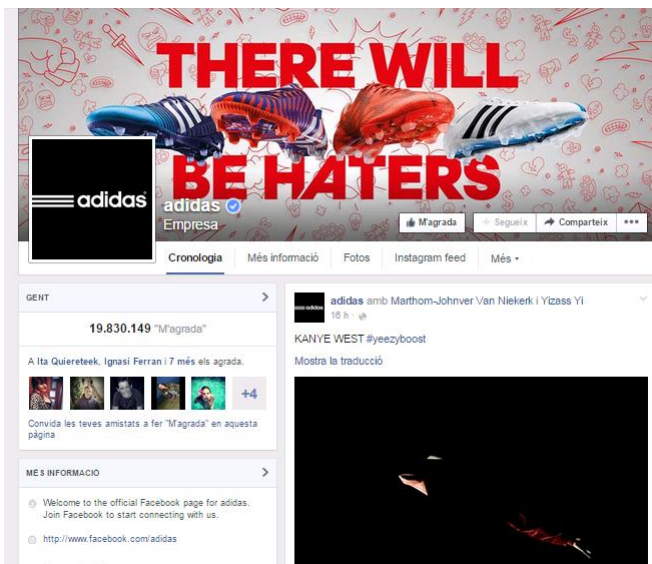 THERE WILL
BE HATERS
adidas
adidas
Empresa
M'agrada
Segueix
Comparteix
Cronologia
Més informació
Fotos
Instagram feed
Més
GENT
19.830.149 "M'agrada"
A Ita Quiereteek, Ignasi Ferran i 7 més els agrada.
+4
Convida les teves amistats a fer "M'agrada" en aquesta
pàgina
MÉS INFORMACIÓ
Welcome to the official Facebook page for adidas.
Join Facebook to start connecting with us.
http://www.facebook.com/adidas
adidas
adidas amb Marthom-Johnver Van Niekerk i Yizass Yi
16 h ·
KANYE WEST #yeezyboost
Mostra la traducció